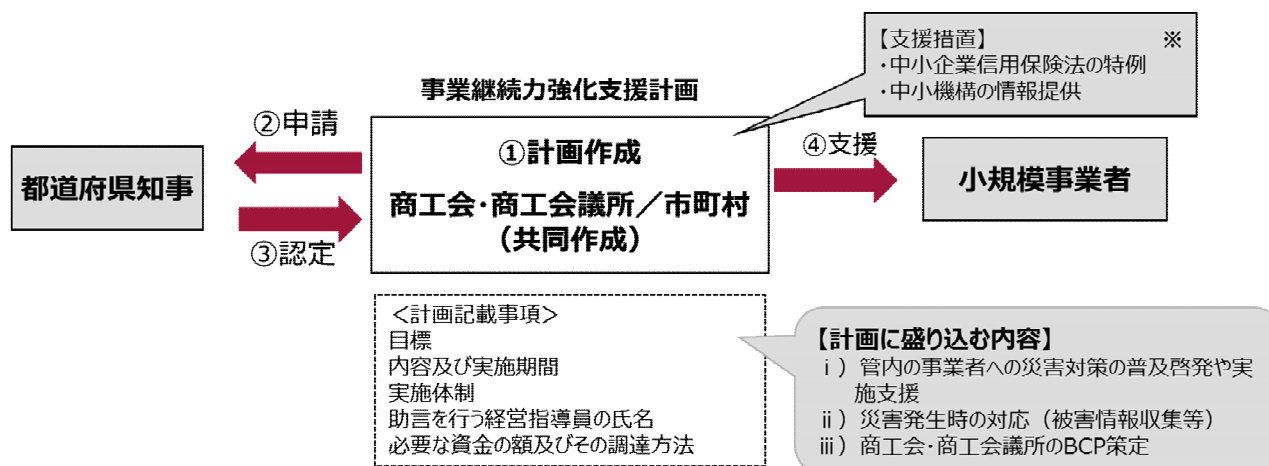 【支援措置】 ※
・中小企業信用保険法の特例
・中小機構の情報提供
事業継続力強化支援計画
②申請
①計画作成
④支援
都道府県知事
商工会・商工会議所／市町村
（共同作成）
小規模事業者
③認定
＜計画記載事項＞
目標
内容及び実施期間
実施体制
助言を行う経営指導員の氏名
必要な資金の額及びその調達方法
【計画に盛り込む内容】
ⅰ）管内の事業者への災害対策の普及啓発や実
施支援
ⅱ）災害発生時の対応（被害情報収集等）
ⅲ）商工会・商工会議所のBCP策定